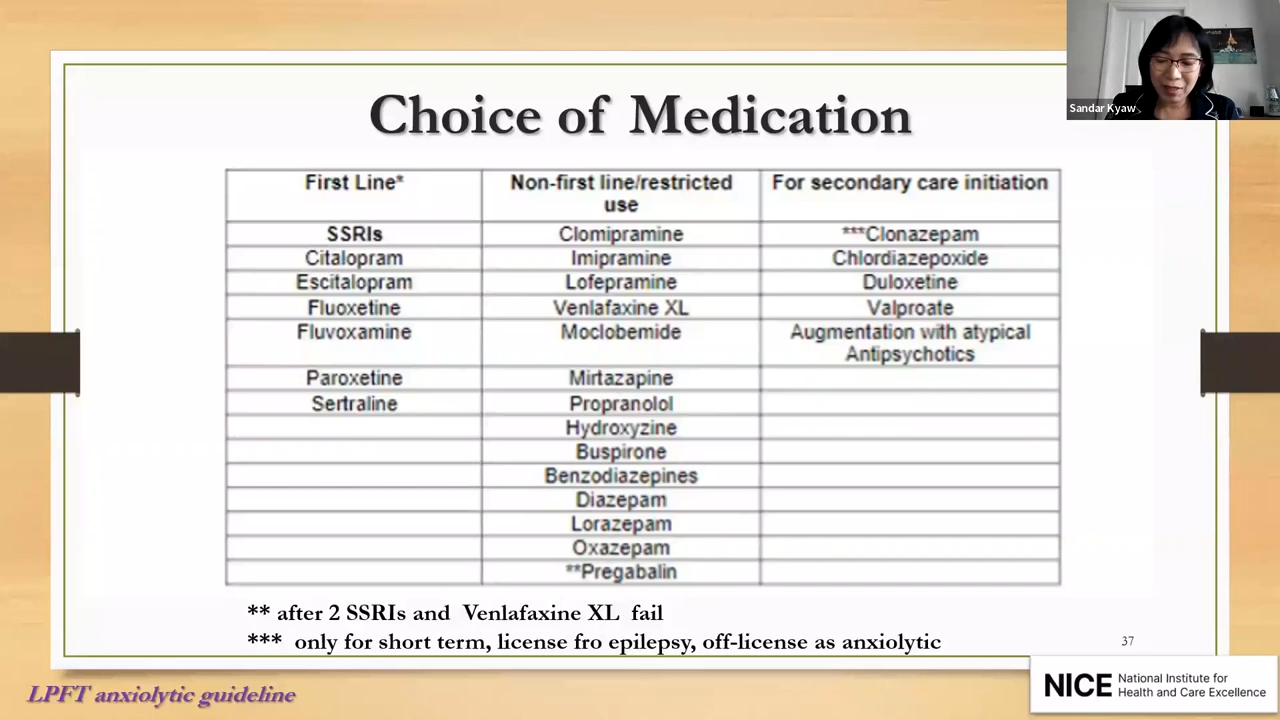 Sandar Kyaw
Choice of Medication
First Line*
Non-first line/restricted
use
For secondary care initiation
SSRIs
Clomipramine
***Clonazepam
Citalopram
Imipramine
Chlordiazepoxide
Escitalopram
Lofepramine
Duloxetine
Fluoxetine
Venlafaxine XL
Valproate
Fluvoxamine
Moclobemide
Augmentation with atypical
Antipsychotics
Paroxetine
Mirtazapine
Sertraline
Propranolol
Hydroxyzine
Buspirone
Benzodiazepines
Diazepam
Lorazepam
Oxazepam
**Pregabalin
** after 2 SSRIs and Venlafaxine XL fail
*** only for short term, license fro epilepsy, off-license as anxiolytic
37
LPFT anxiolytic guideline
NICE National Institute for
Health and Care Excellence